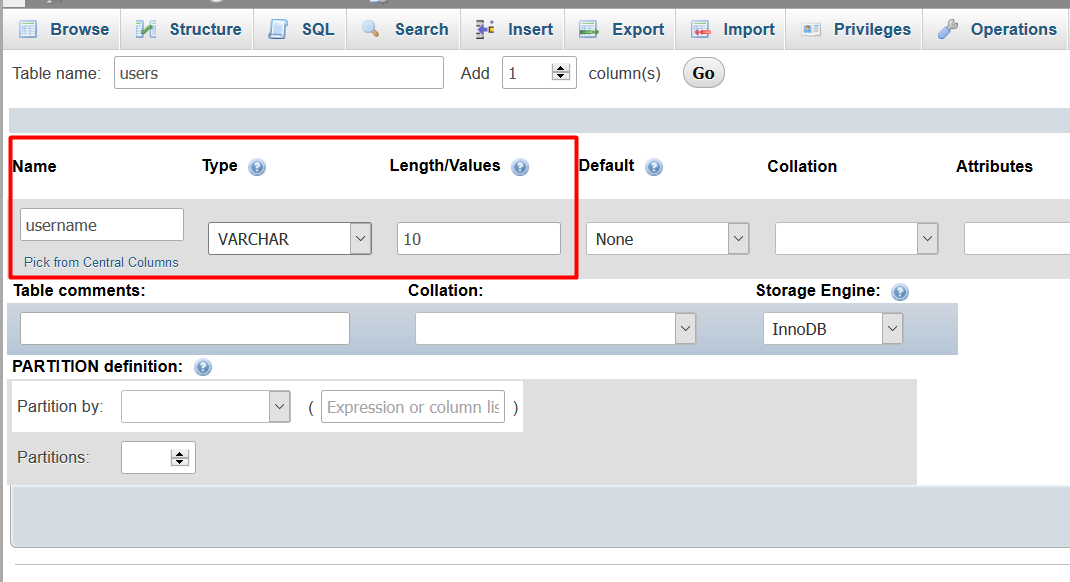 Browse Structure SQL Search Insert Export Import Privileges Operations
Table name: users Add 1 column(s) Go
Name Type Length/Values Default Collation Attributes
username VARCHAR 10 None
Pick from Central Columns
Table comments: Collation: Storage Engine:
InnoDB
PARTITION definition:
Partition by: ( Expression or column lis )
Partitions: